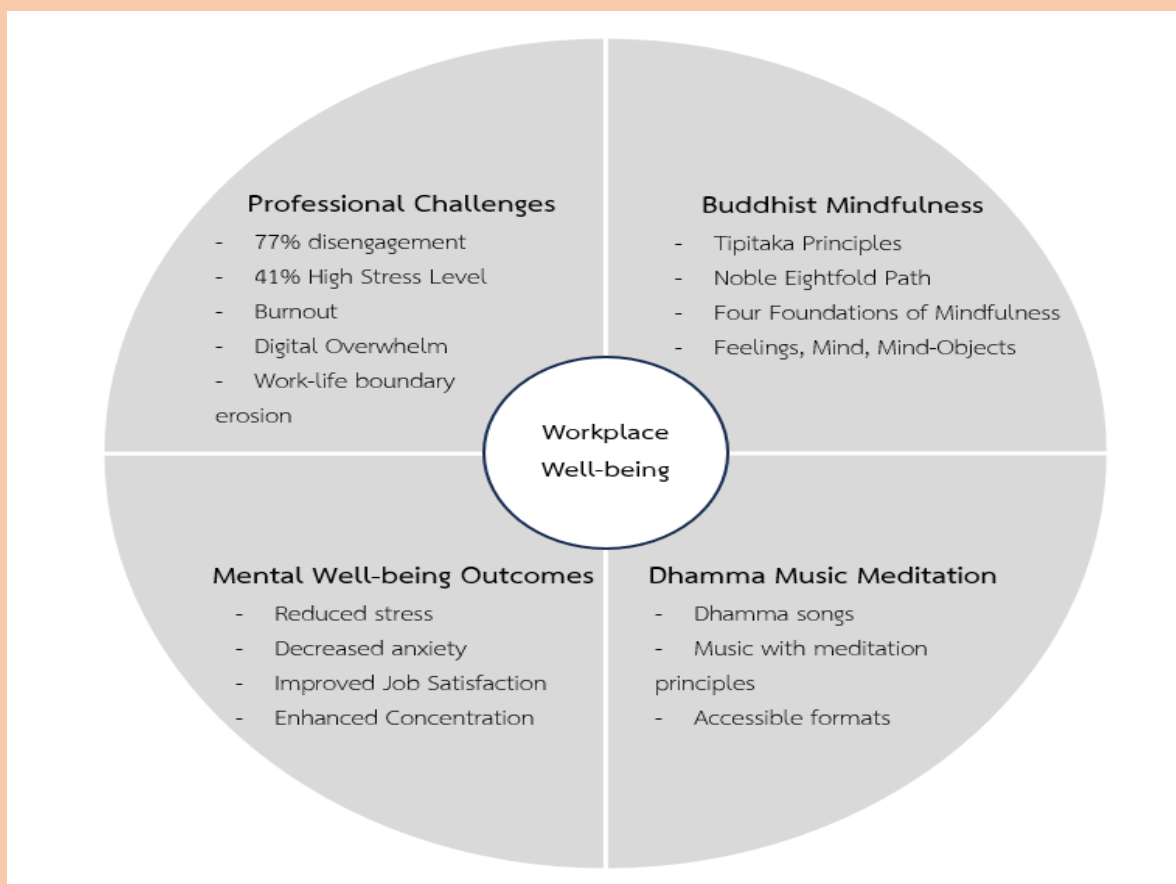 Professional Challenges
- 77% disengagement
- 41% High Stress Level
- Burnout
- Digital Overwhelm
- Work-life boundary
erosion
Buddhist Mindfulness
- Tipitaka Principles
- Noble Eightfold Path
- Four Foundations of Mindfulness
- Feelings, Mind, Mind-Objects
Workplace
Well-being
Mental Well-being Outcomes
- Reduced stress
- Decreased anxiety
- Improved Job Satisfaction
- Enhanced Concentration
Dhamma Music Meditation
- Dhamma songs
- Music with meditation
principles
- Accessible formats